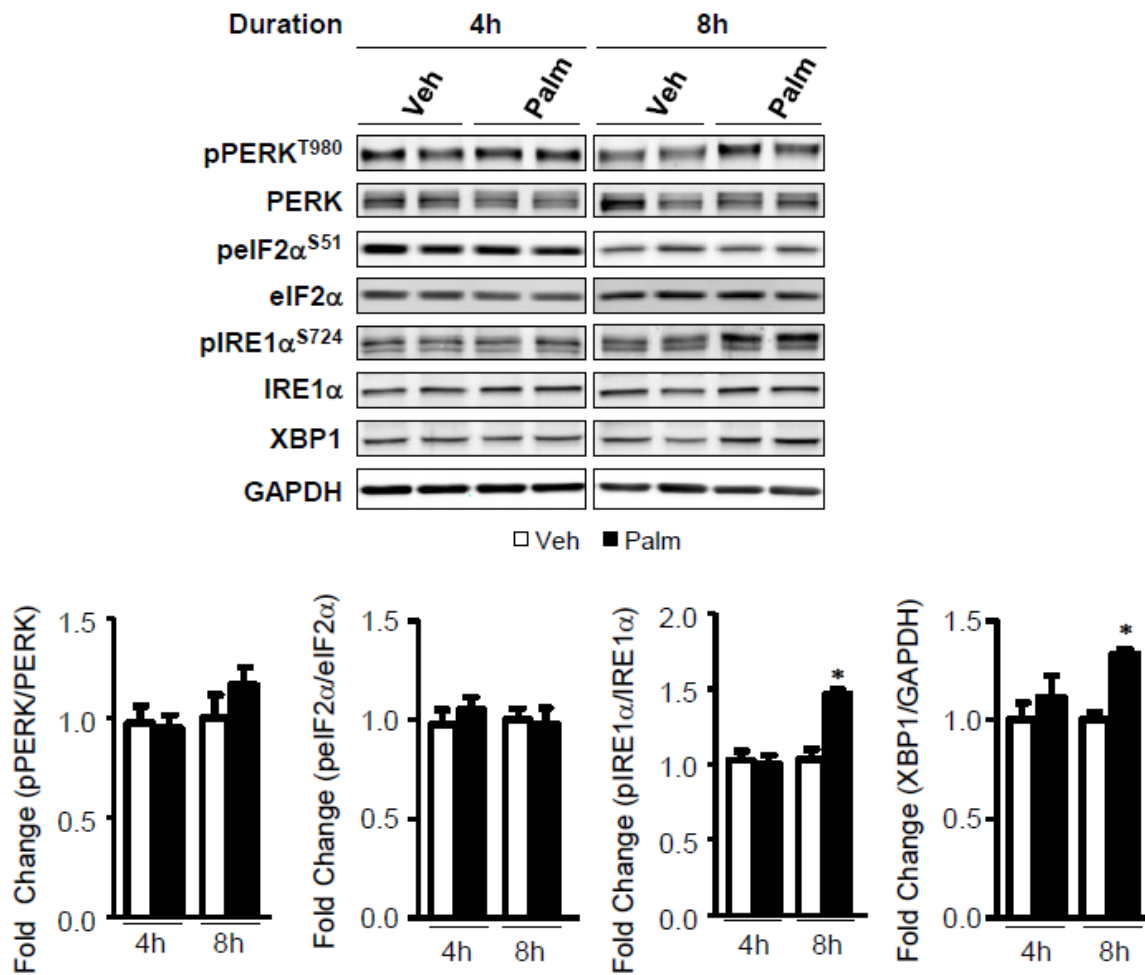 Duration 4h 8h
Veh Palm Veh Palm
pPERK^T980
PERK
peIF2α^S51
eIF2α
pIRE1α^S724
IRE1α
XBP1
GAPDH
Veh Palm
Fold Change (pPERK/PERK)
1.5
1.0
0.5
0.0
4h 8h
Fold Change (peIF2α/eIF2α)
1.5
1.0
0.5
0.0
4h 8h
Fold Change (pIRE1α/IRE1α)
2.0
1.5
1.0
0.5
0.0
*
4h 8h
Fold Change (XBP1/GAPDH)
1.5
1.0
0.5
0.0
*
4h 8h